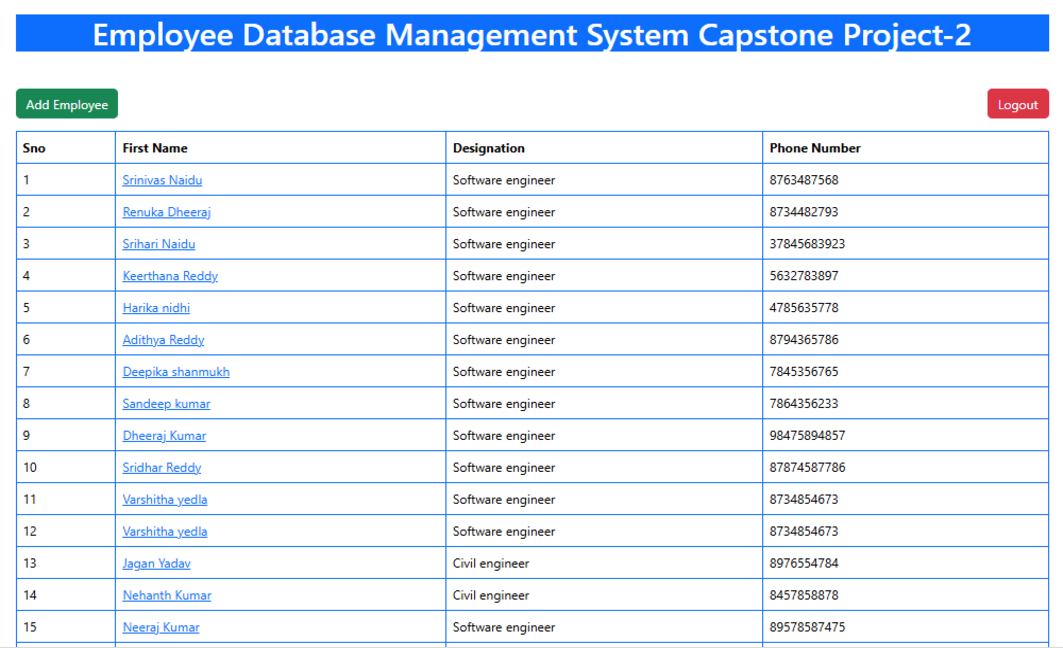 Employee Database Management System Capstone Project-2
Add Employee Logout
Sno First Name Designation Phone Number
1 Srinivas Naidu Software engineer 8763487568
2 Renuka Dheeraj Software engineer 8734482793
3 Srihari Naidu Software engineer 37845683923
4 Keerthana Reddy Software engineer 5632783897
5 Harika nidhi Software engineer 4785635778
6 Adithya Reddy Software engineer 8794365786
7 Deepika shanmukh Software engineer 7845356765
8 Sandeep kumar Software engineer 7864356233
9 Dheeraj Kumar Software engineer 98475894857
10 Sridhar Reddy Software engineer 87874587786
11 Varshitha yedla Software engineer 8734854673
12 Varshitha yedla Software engineer 8734854673
13 Jagan Yadav Civil engineer 8976554784
14 Nehanth Kumar Civil engineer 8457858878
15 Neeraj Kumar Software engineer 89578587475